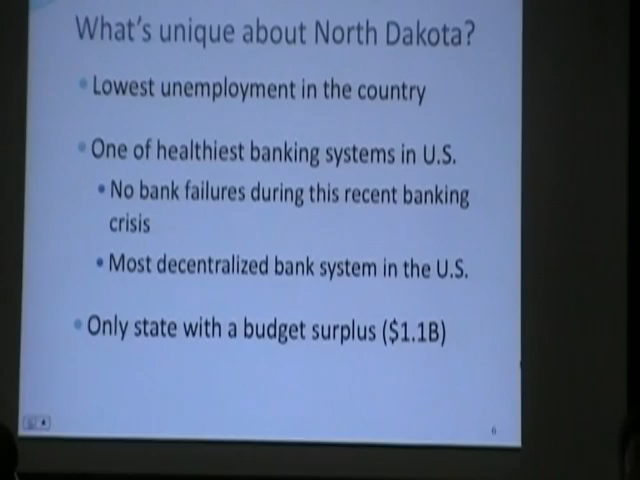 What's unique about North Dakota?
• Lowest unemployment in the country
• One of healthiest banking systems in U.S.
• No bank failures during this recent banking
crisis
• Most decentralized bank system in the U.S.
• Only state with a budget surplus ($1.1B)
6